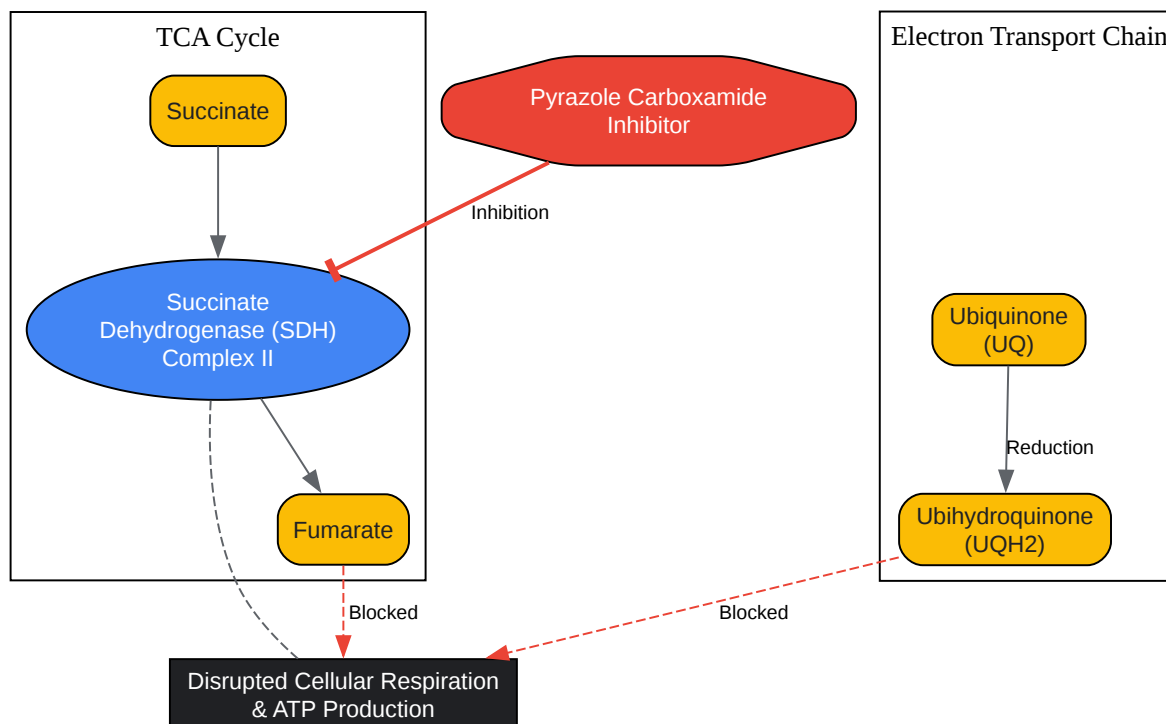 TCA Cycle
Electron Transport Chain
Succinate
Pyrazole Carboxamide
Inhibitor
Inhibition
Succinate
Dehydrogenase (SDH)
Complex II
Ubiquinone
(UQ)
Reduction
Fumarate
Ubihydroquinone
(UQH2)
Blocked
Blocked
Disrupted Cellular Respiration
& ATP Production